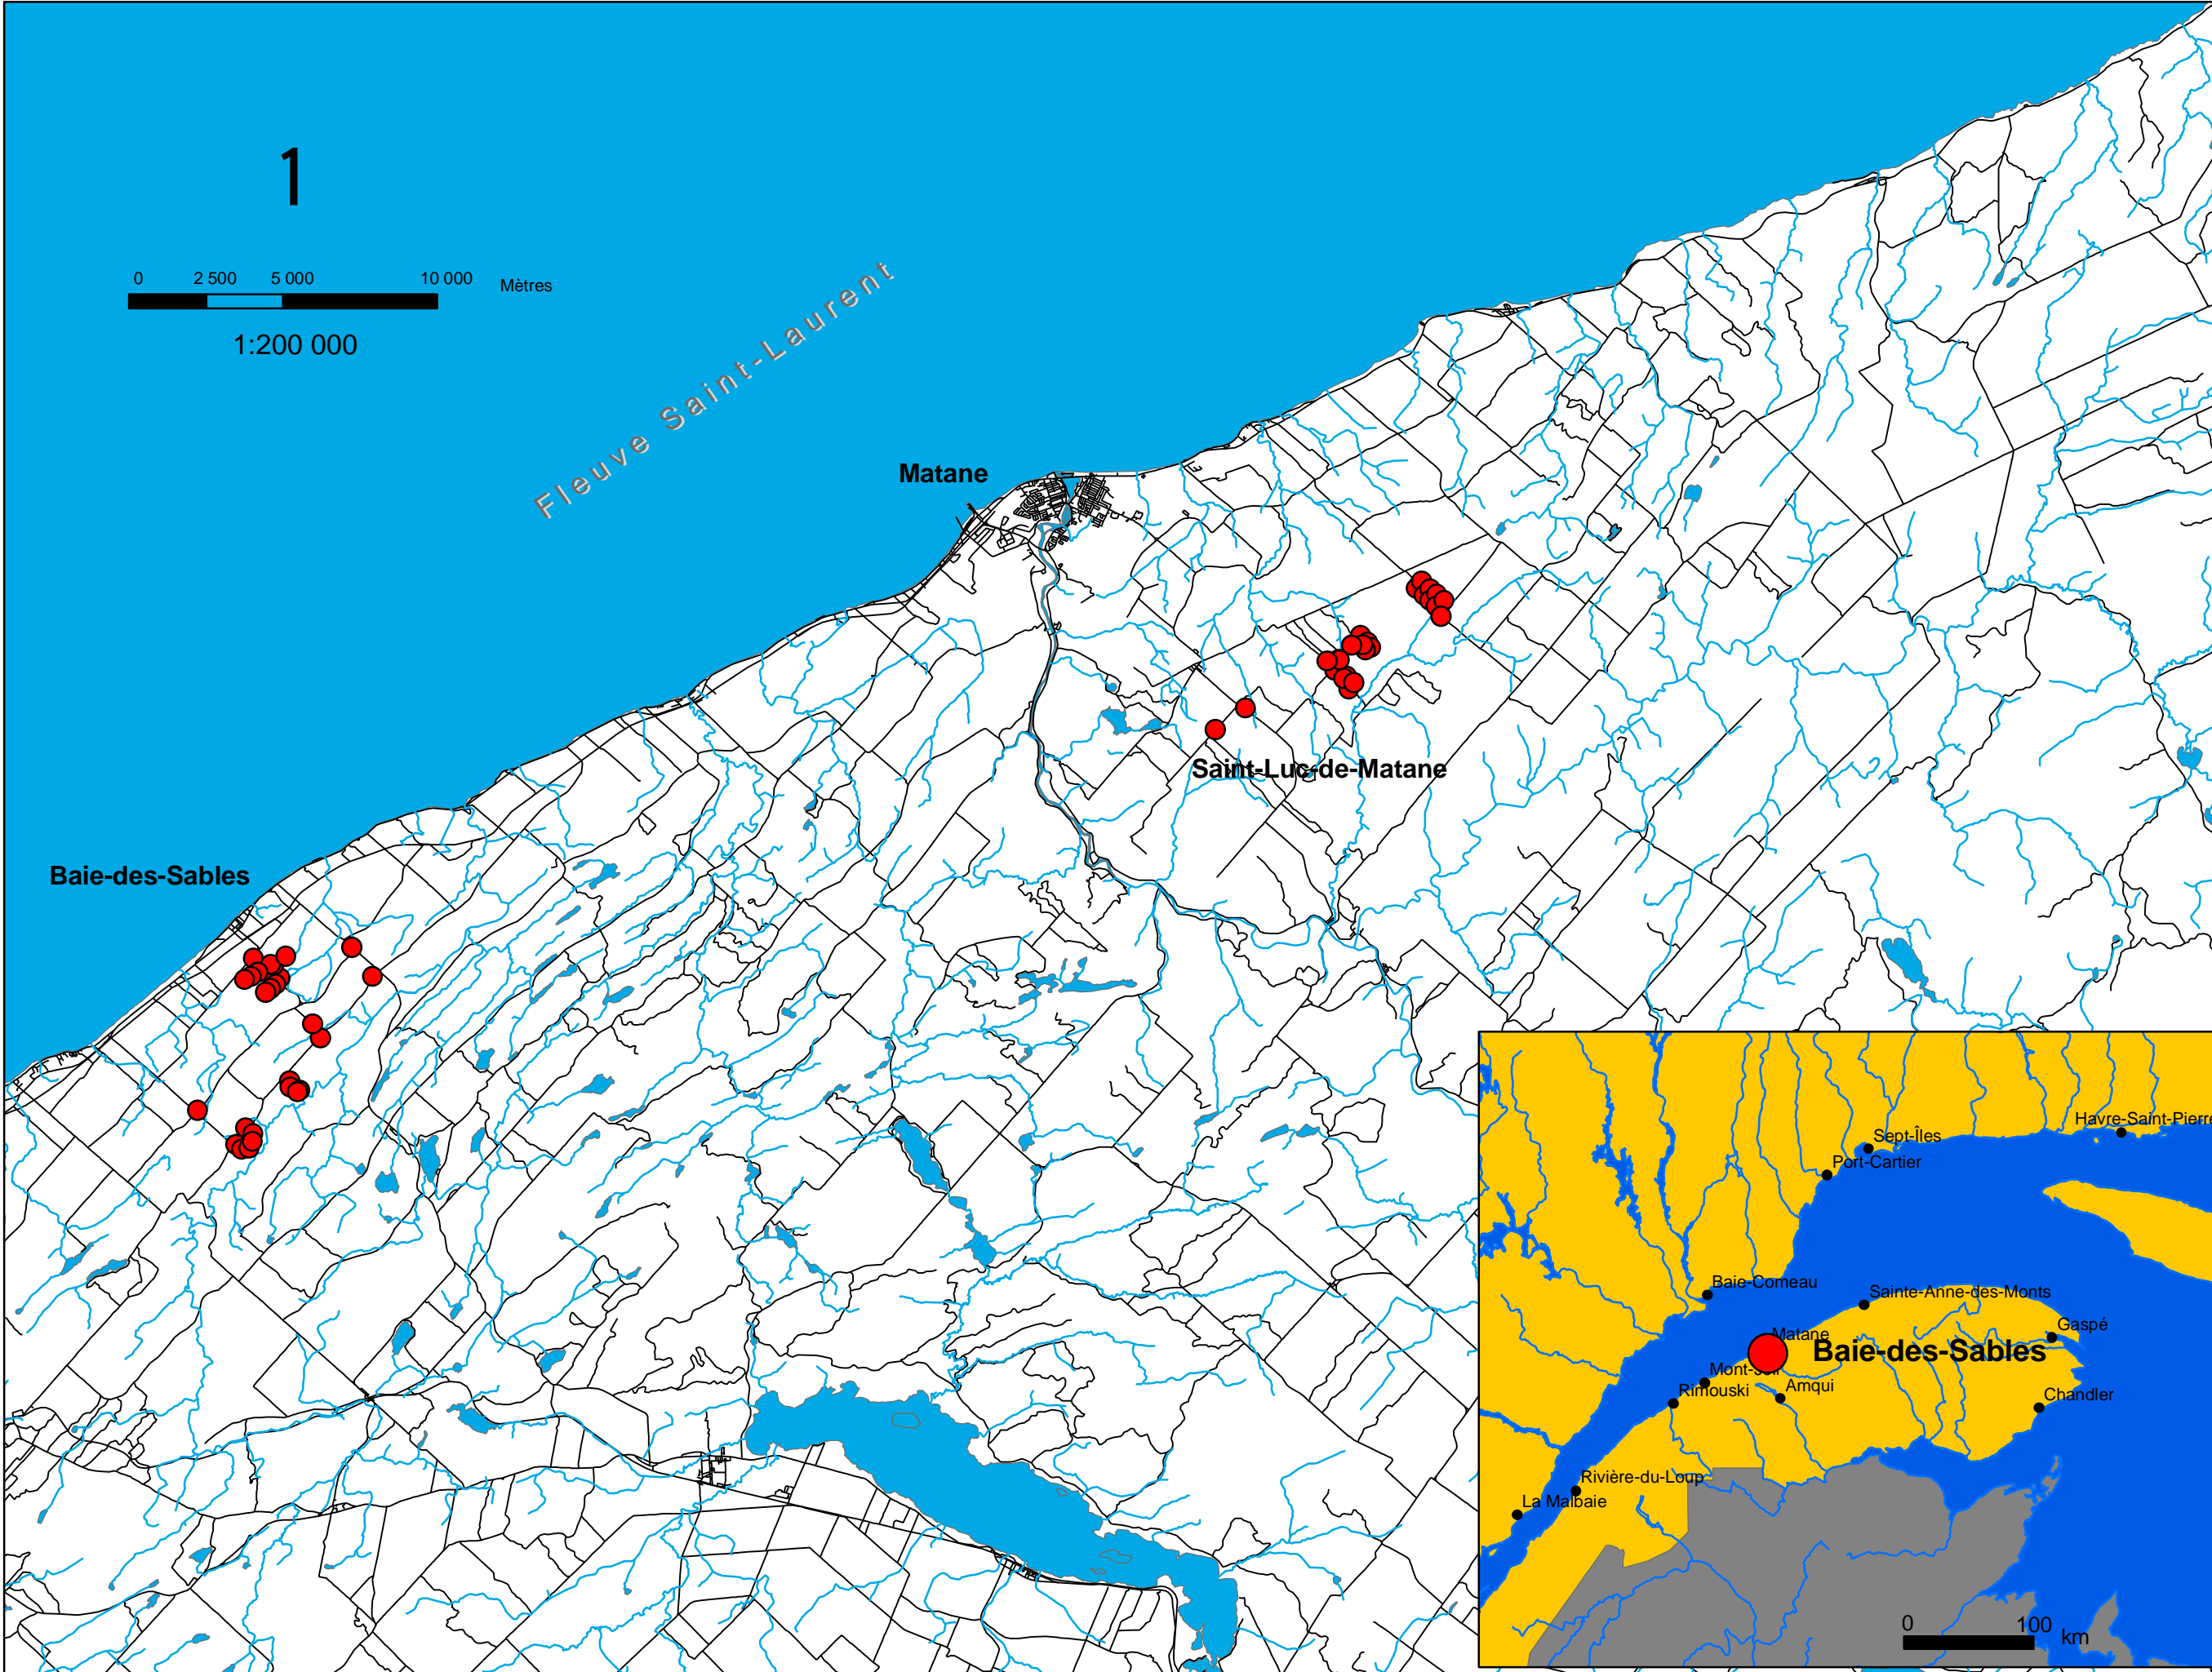 1
0 2 500 5 000 10 000 Mètres
1:200 000
Fleuve Saint-Laurent
Matane
Saint-Luc-de-Matane
Baie-des-Sables
Havre-Saint-Pierre
Sept-Îles
Port-Cartier
Baie-Comeau
Sainte-Anne-des-Monts
Gaspé
Matane
Baie-des-Sables
Mont-Joli
Amqui
Rimouski
Chandler
Rivière-du-Loup
La Malbaie
0 100 km